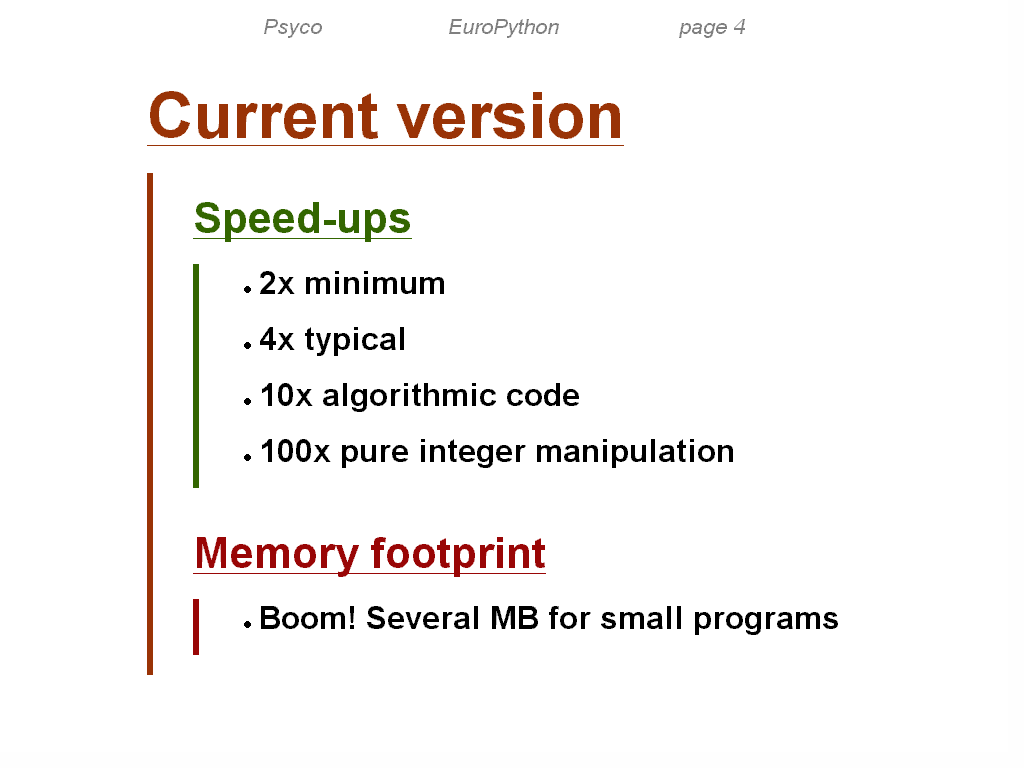 Psyco EuroPython page 4
Current version
Speed-ups
• 2x minimum
• 4x typical
• 10x algorithmic code
• 100x pure integer manipulation
Memory footprint
• Boom! Several MB for small programs